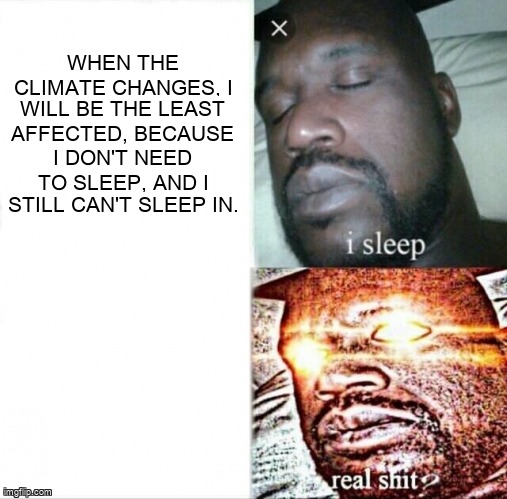 WHEN THE
CLIMATE CHANGES, I
WILL BE THE LEAST
AFFECTED, BECAUSE
I DON'T NEED
TO SLEEP, AND I
STILL CAN'T SLEEP IN.
i sleep
real shit?
imgflip.com